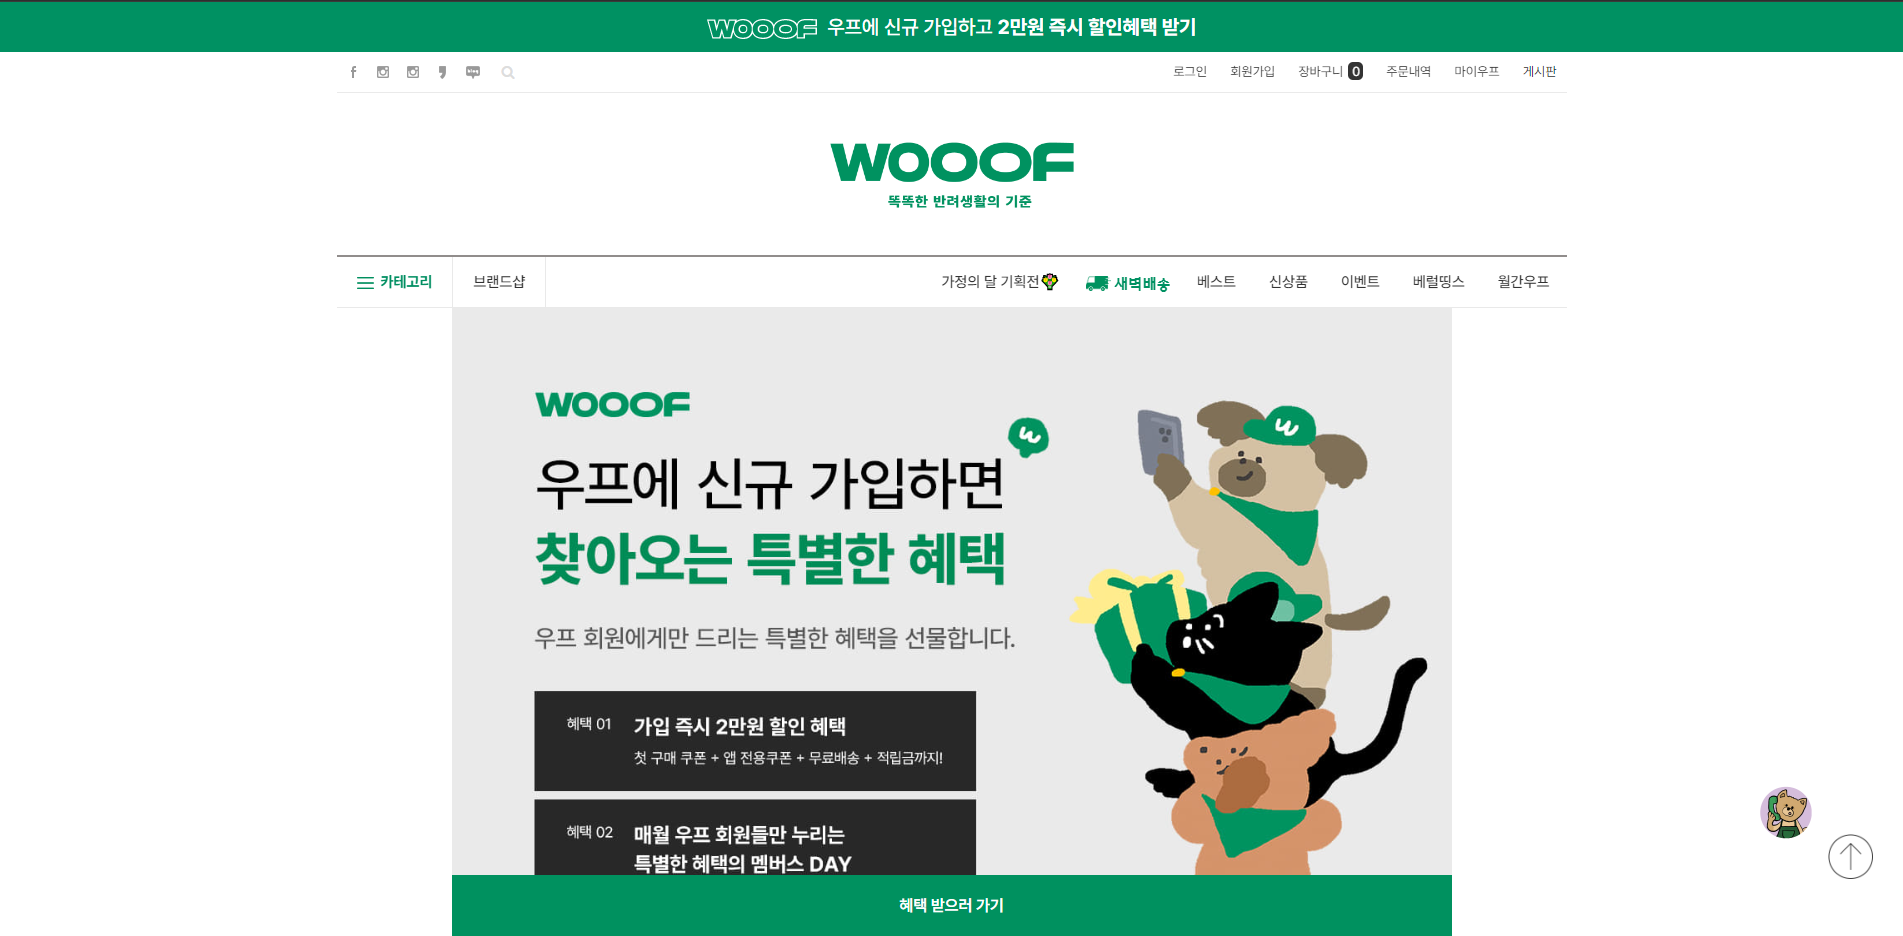 WOOOF 우프에 신규 가입하고 2만원 즉시 할인혜택 받기
로그인 회원가입 장바구니 0 주문내역 마이우프 게시판
WOOOF
똑똑한 반려생활의 기준
카테고리 브랜드샵 가정의 달 기획전 새벽배송 베스트 신상품 이벤트 베럴띵스 월간우프
WOOOF
우프에 신규 가입하면
찾아오는 특별한 혜택
우프 회원에게만 드리는 특별한 혜택을 선물합니다.
혜택 01 가입 즉시 2만원 할인 혜택
첫 구매 쿠폰 + 앱 전용쿠폰 + 무료배송 + 적립금까지!
혜택 02 매월 우프 회원들만 누리는
특별한 혜택의 멤버스 DAY
w
w
혜택 받으러 가기